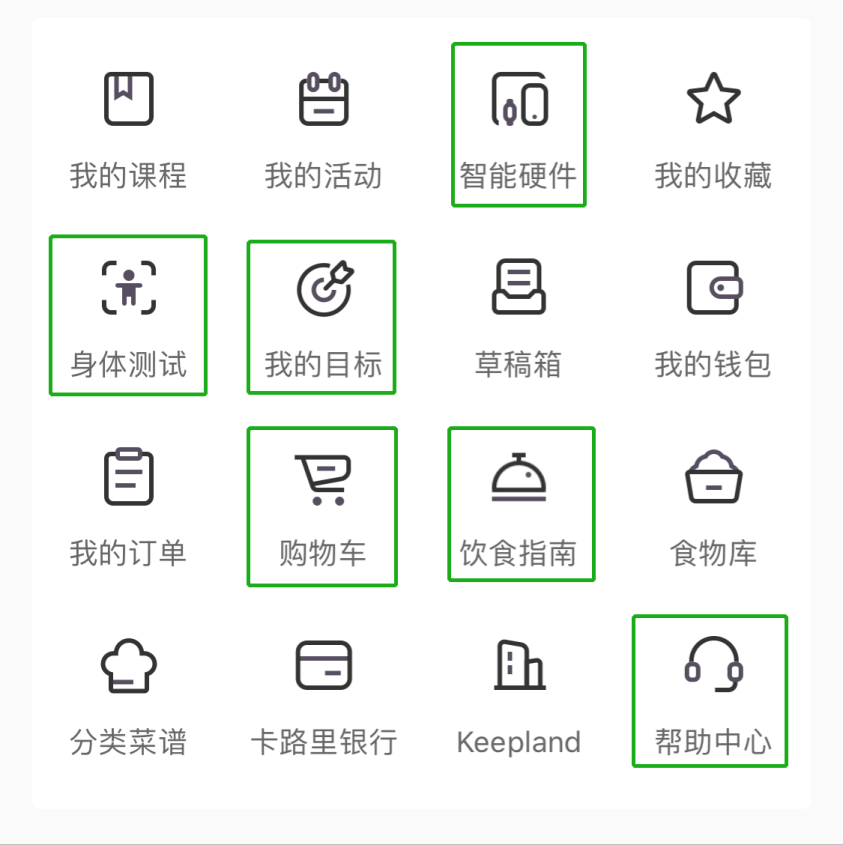 我的课程
我的活动
智能硬件
我的收藏
身体测试
我的目标
草稿箱
我的钱包
我的订单
购物车
饮食指南
食物库
分类菜谱
卡路里银行
Keepland
帮助中心